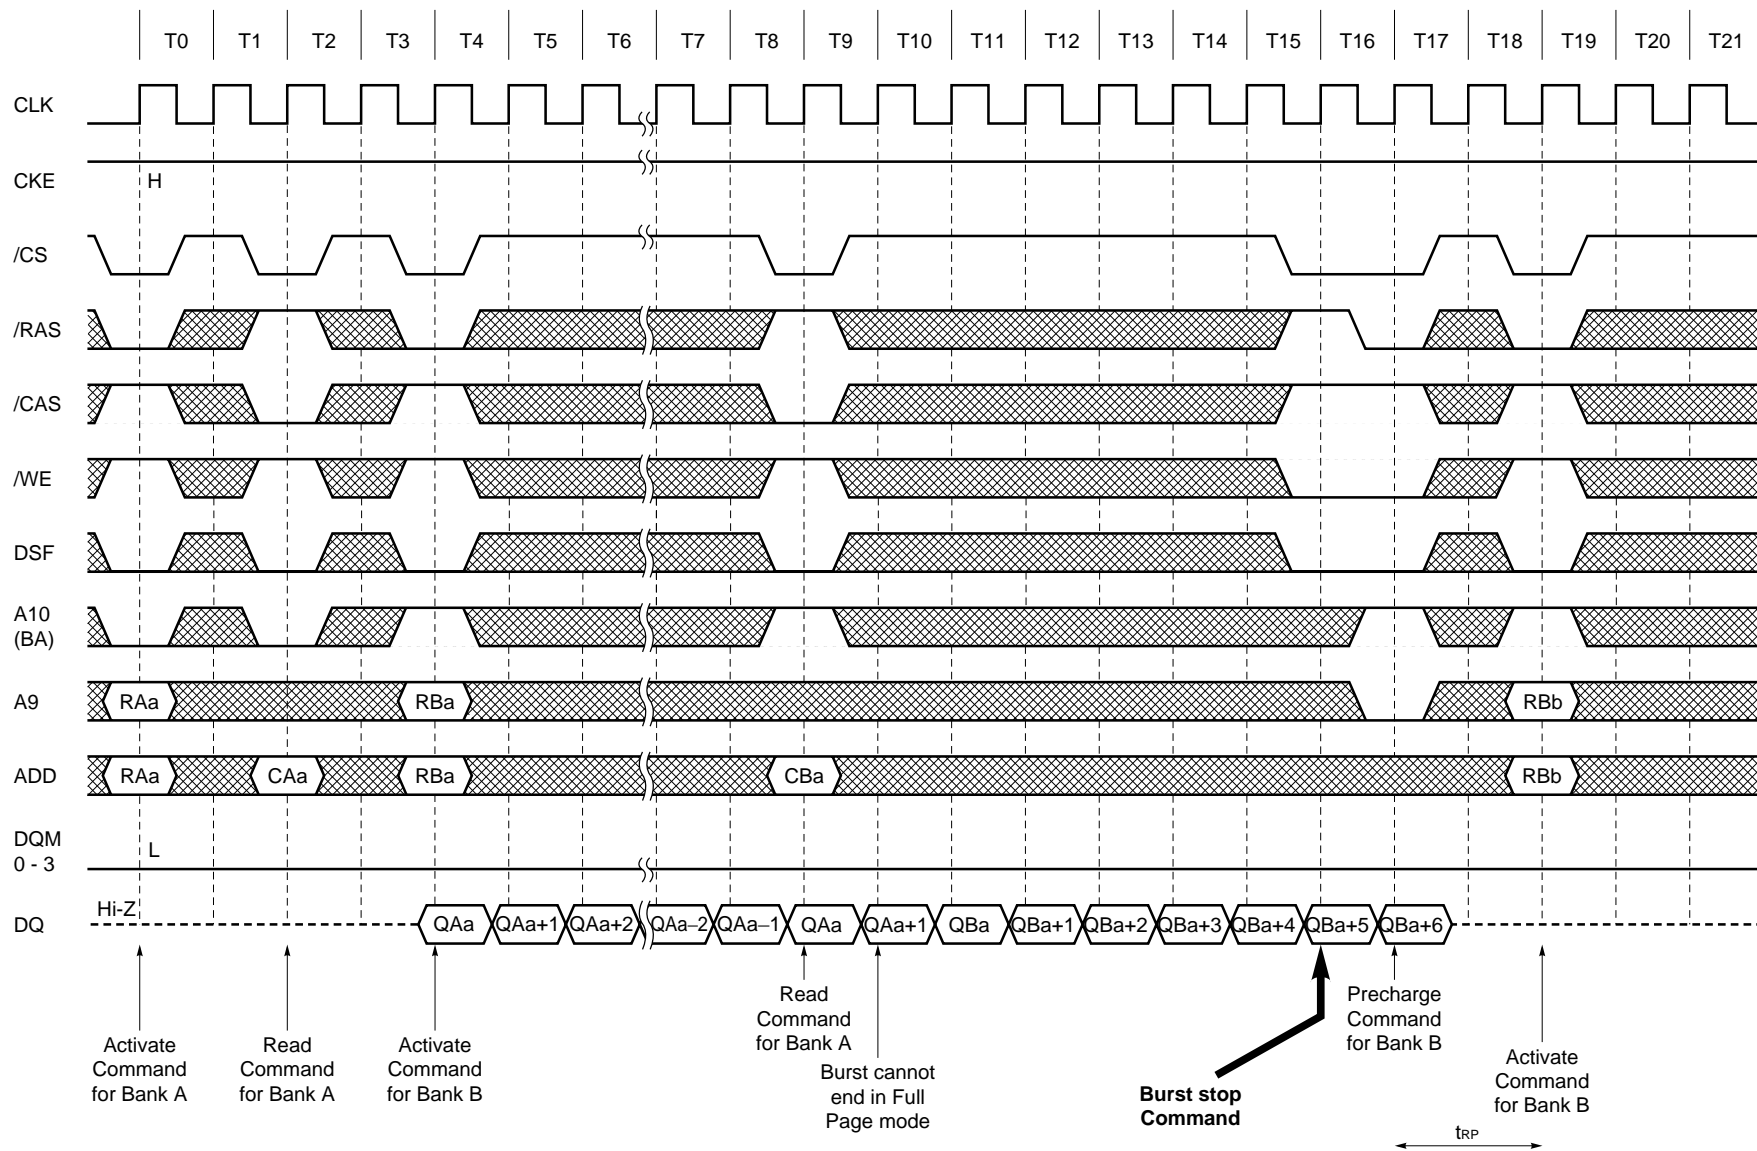 T0 T1 T2 T3 T4 T5 T6 T7 T8 T9 T10 T11 T12 T13 T14 T15 T16 T17 T18 T19 T20 T21
CLK
CKE
H
/CS
/RAS
/CAS
/WE
DSF
A10
(BA)
A9
RAa RBa RBb
ADD
RAa CAa RBa CBa RBb
DQM
0 - 3
L
DQ
Hi-Z
QAa QAa+1 QAa+2 QAa–2 QAa–1 QAa QAa+1 QBa QBa+1 QBa+2 QBa+3 QBa+4 QBa+5 QBa+6
Activate
Command
for Bank A
Read
Command
for Bank A
Activate
Command
for Bank B
Read
Command
for Bank A
Burst cannot
end in Full
Page mode
Burst stop
Command
Precharge
Command
for Bank B
Activate
Command
for Bank B
tRP